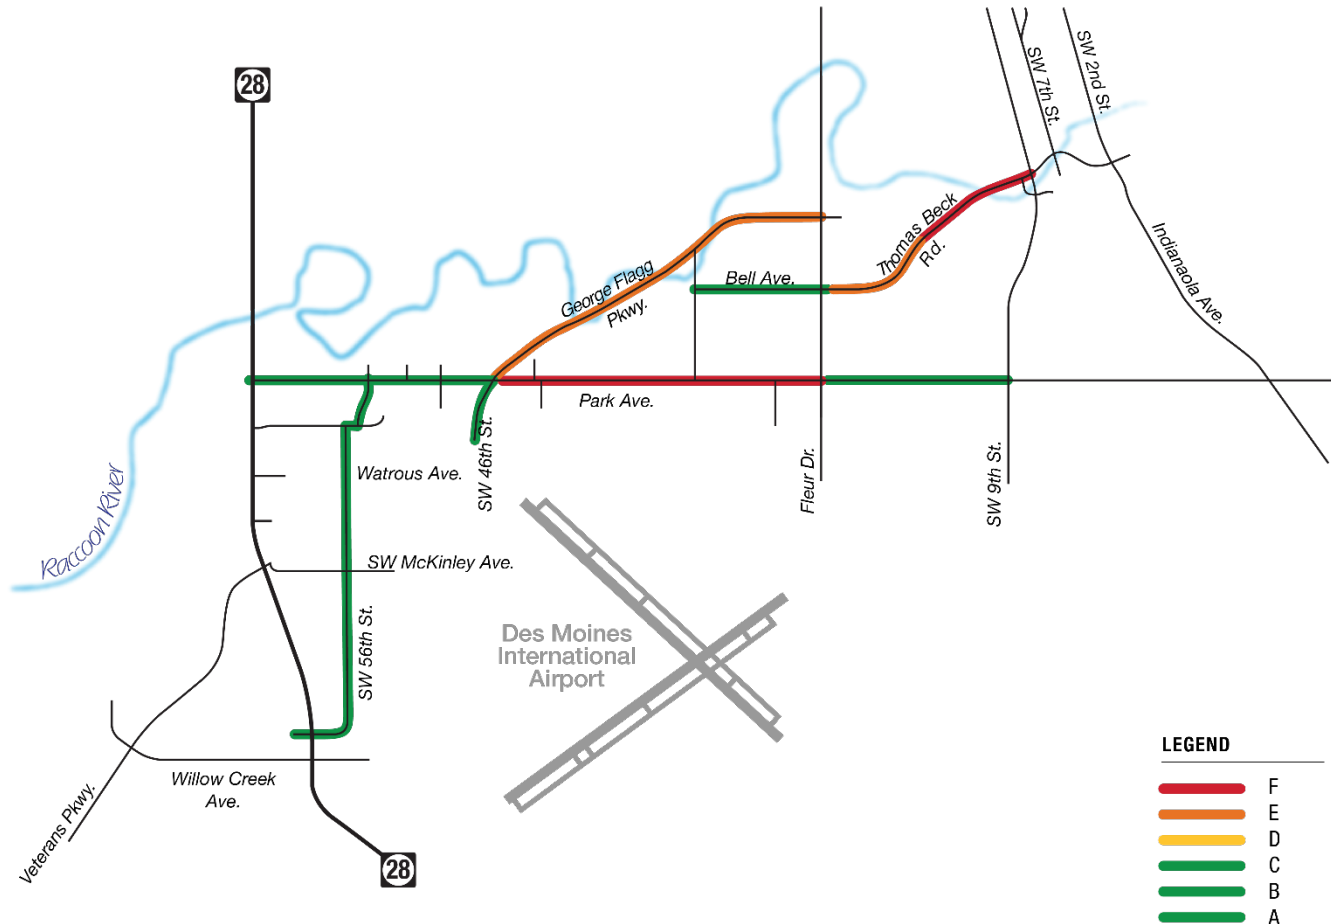 28
SW 7th St.
SW 2nd St.
Thomas Beck
Rd.
Indianaola Ave.
George Flagg
Pkwy.
Bell Ave.
Park Ave.
Raccoon River
Watrous Ave.
SW 46th St.
Fleur Dr.
SW 9th St.
SW McKinley Ave.
SW 56th St.
Des Moines
International
Airport
Willow Creek
Ave.
Veterans Pkwy.
28
LEGEND
F
E
D
C
B
A